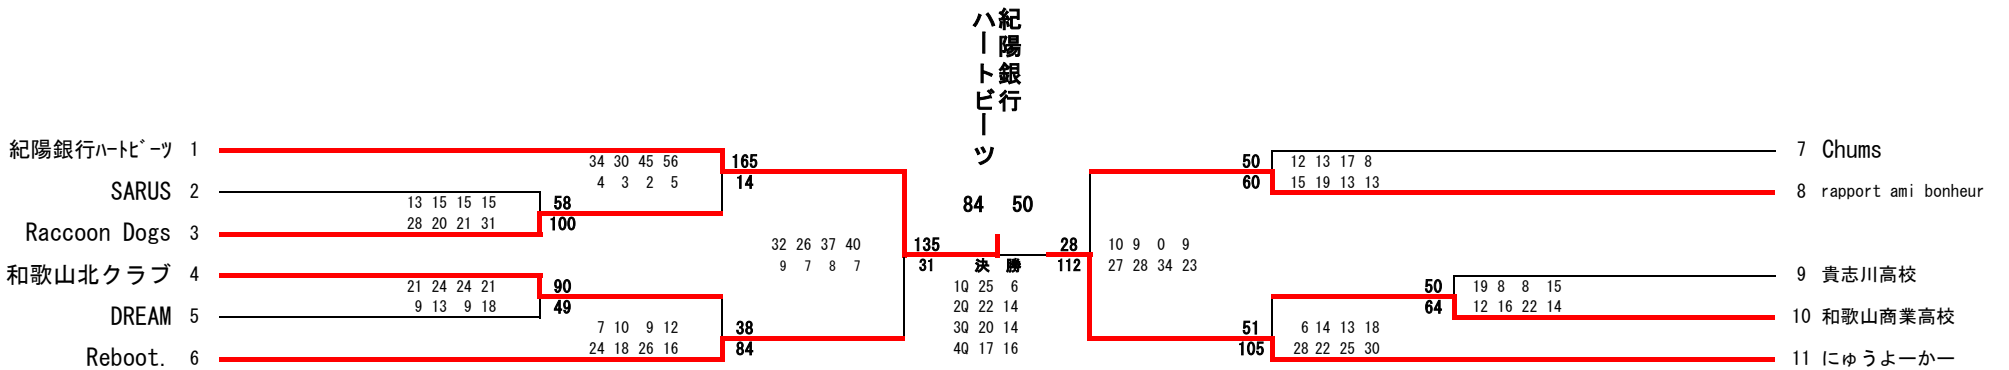 紀陽銀行
ハートビーツ
紀陽銀行ﾊｰﾄﾋﾞｰﾂ 1
SARUS 2
Raccoon Dogs 3
和歌山北クラブ 4
DREAM 5
Reboot. 6
13 15 15 15 58
28 20 21 31 100
21 24 24 21 90
9 13 9 18 49
34 30 45 56 165
4 3 2 5 14
7 10 9 12 38
24 18 26 16 84
32 26 37 40 135
9 7 8 7 31
84 50
決 勝
1Q 25 6
2Q 22 14
3Q 20 14
4Q 17 16
28 10 9 0 9
112 27 28 34 23
50 12 13 17 8
60 15 19 13 13
51 6 14 13 18
105 28 22 25 30
50 19 8 8 15
64 12 16 22 14
7 Chums
8 rapport ami bonheur
9 貴志川高校
10 和歌山商業高校
11 にゅうよーかー